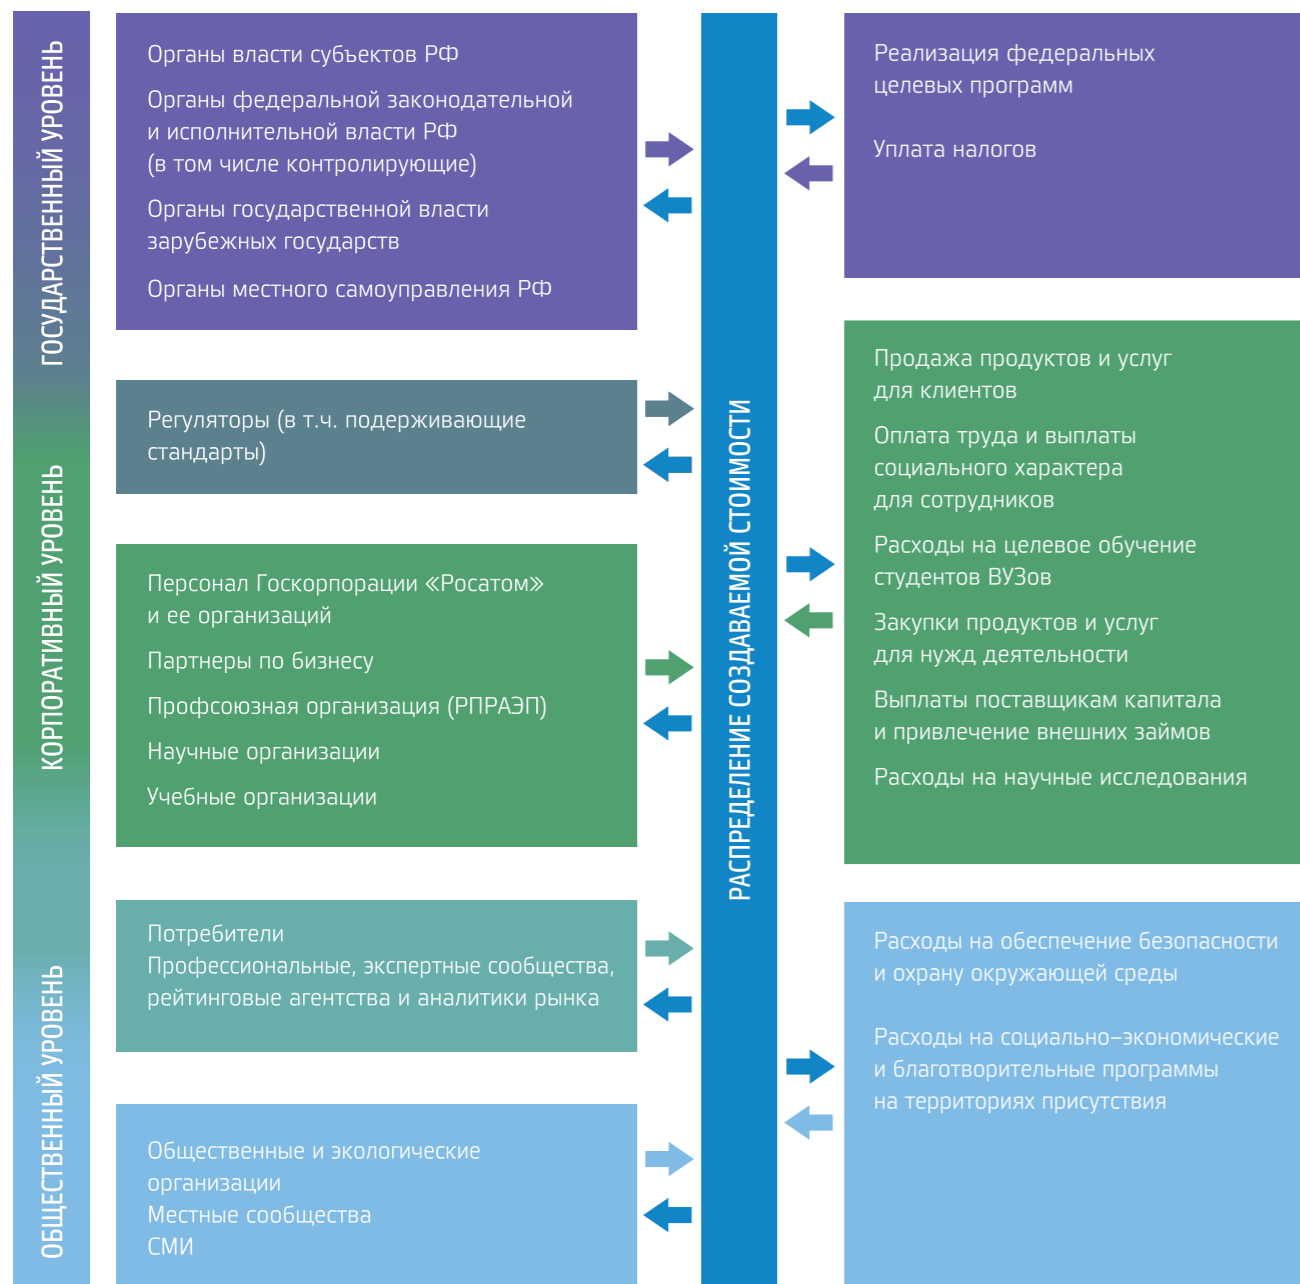 ГОСУДАРСТВЕННЫЙ УРОВЕНЬ
КОРПОРАТИВНЫЙ УРОВЕНЬ
ОБЩЕСТВЕННЫЙ УРОВЕНЬ
Органы власти субъектов РФ
Органы федеральной законодательной
и исполнительной власти РФ
(в том числе контролирующие)
Органы государственной власти
зарубежных государств
Органы местного самоуправления РФ
Регуляторы (в т.ч. подерживающие
стандарты)
Персонал Госкорпорации «Росатом»
и ее организаций
Партнеры по бизнесу
Профсоюзная организация (РПРАЭП)
Научные организации
Учебные организации
Потребители
Профессиональные, экспертные сообщества,
рейтинговые агентства и аналитики рынка
Общественные и экологические
организации
Местные сообщества
СМИ
РАСПРЕДЕЛЕНИЕ СОЗДАВАЕМОЙ СТОИМОСТИ
Реализация федеральных
целевых программ
Уплата налогов
Продажа продуктов и услуг
для клиентов
Оплата труда и выплаты
социального характера
для сотрудников
Расходы на целевое обучение
студентов ВУЗов
Закупки продуктов и услуг
для нужд деятельности
Выплаты поставщикам капитала
и привлечение внешних займов
Расходы на научные исследования
Расходы на обеспечение безопасности
и охрану окружающей среды
Расходы на социально–экономические
и благотворительные программы
на территориях присутствия